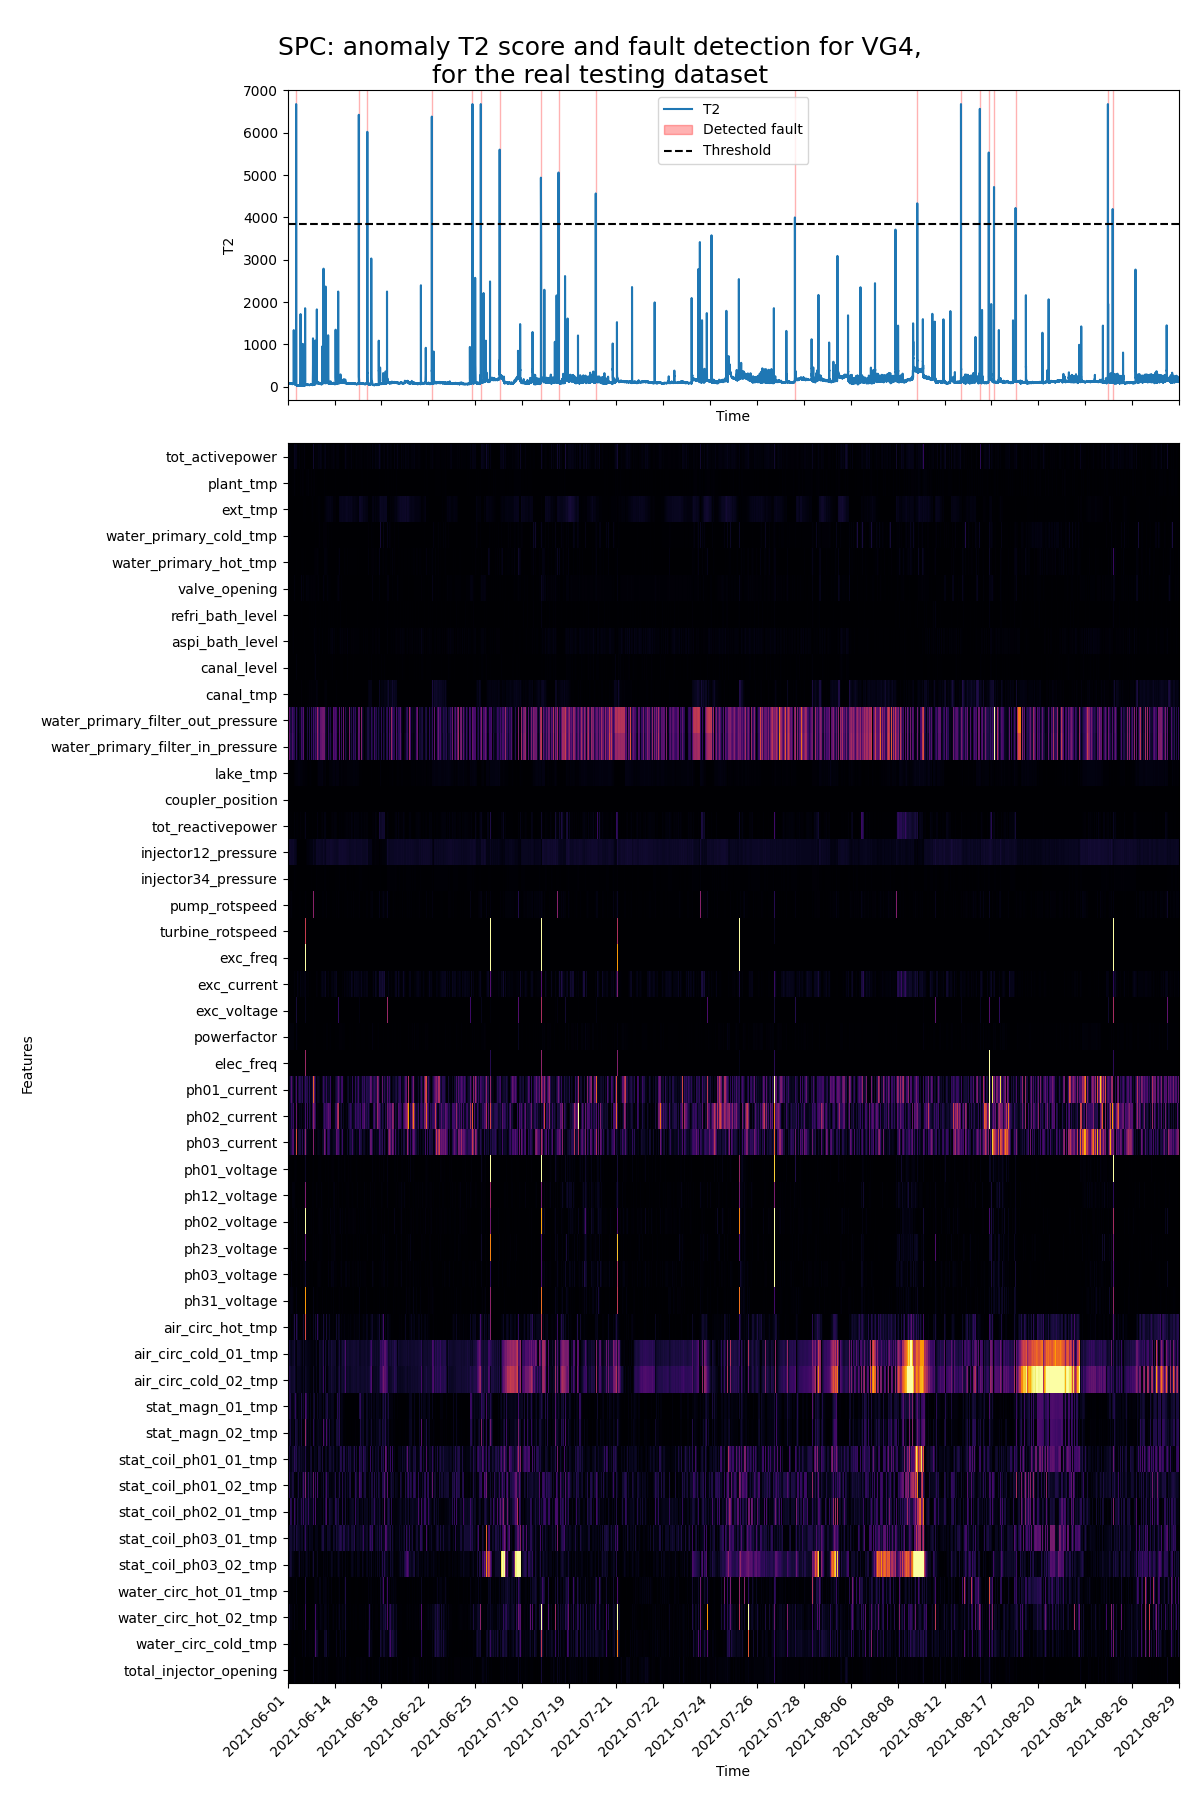 SPC: anomaly T2 score and fault detection for VG4,
for the real testing dataset
7000
6000
5000
4000
3000
2000
1000
0
T2
T2
Detected fault
Threshold
Time
tot_activepower
plant_tmp
ext_tmp
water_primary_cold_tmp
water_primary_hot_tmp
valve_opening
refri_bath_level
aspi_bath_level
canal_level
canal_tmp
water_primary_filter_out_pressure
water_primary_filter_in_pressure
lake_tmp
coupler_position
tot_reactivepower
injector12_pressure
injector34_pressure
pump_rotspeed
turbine_rotspeed
exc_freq
exc_current
exc_voltage
powerfactor
elec_freq
ph01_current
ph02_current
ph03_current
ph01_voltage
ph12_voltage
ph02_voltage
ph23_voltage
ph03_voltage
ph31_voltage
air_circ_hot_tmp
air_circ_cold_01_tmp
air_circ_cold_02_tmp
stat_magn_01_tmp
stat_magn_02_tmp
stat_coil_ph01_01_tmp
stat_coil_ph01_02_tmp
stat_coil_ph02_01_tmp
stat_coil_ph03_01_tmp
stat_coil_ph03_02_tmp
water_circ_hot_01_tmp
water_circ_hot_02_tmp
water_circ_cold_tmp
total_injector_opening
Features
2021-06-01
2021-06-14
2021-06-18
2021-06-22
2021-06-25
2021-07-10
2021-07-19
2021-07-21
2021-07-22
2021-07-24
2021-07-26
2021-07-28
2021-08-06
2021-08-08
2021-08-12
2021-08-17
2021-08-20
2021-08-24
2021-08-26
2021-08-29
Time